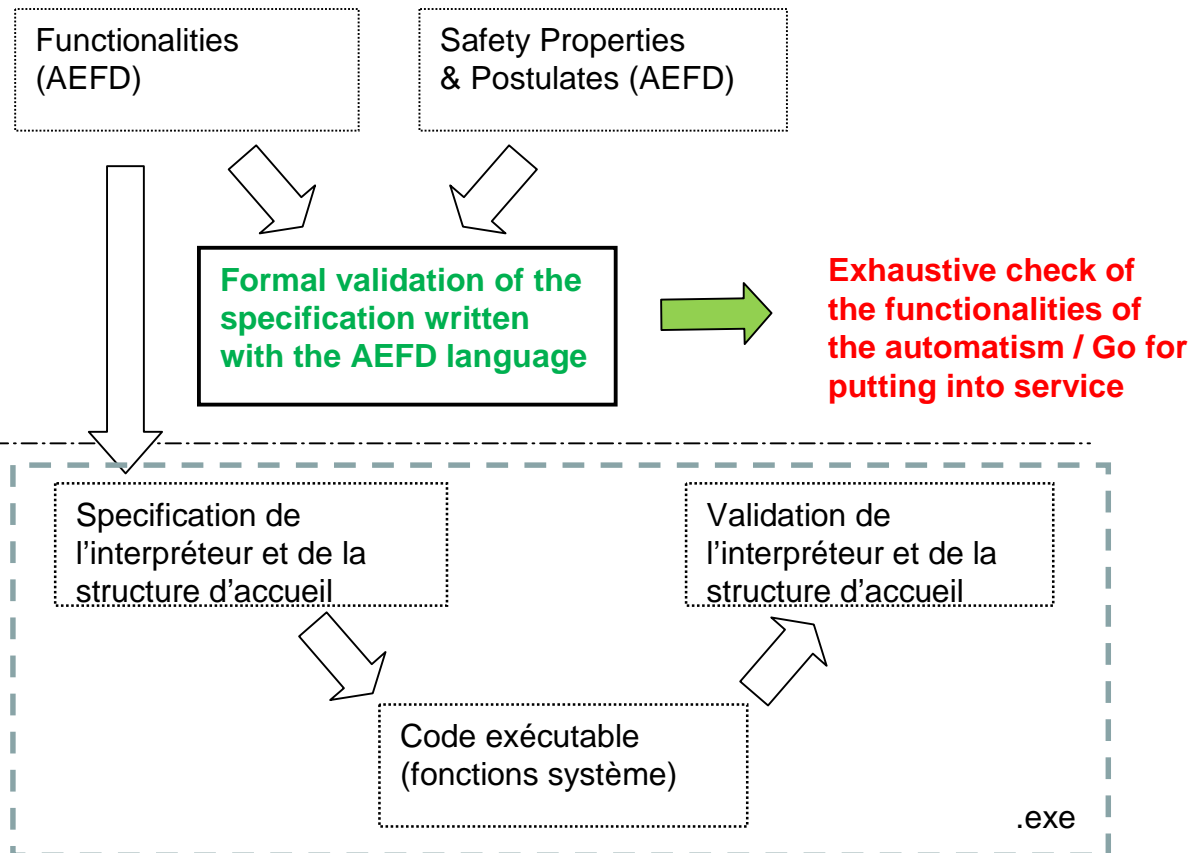 Functionalities
(AEFD)
Safety Properties
& Postulates (AEFD)
Formal validation of the
specification written
with the AEFD language
Exhaustive check of
the functionalities of
the automatism / Go for
putting into service
Specification de
l’interpréteur et de la
structure d’accueil
Validation de
l’interpréteur et de la
structure d’accueil
Code exécutable
(fonctions système)
.exe